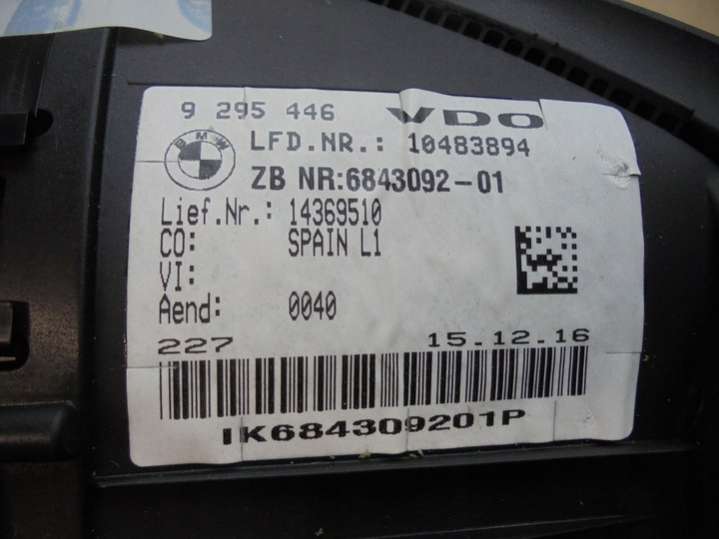 9 295 446 VDO
BMW
LFD.NR.: 10483894
ZB NR:6843092-01
Lief.Nr.: 14369510
CO: SPAIN L1
VI:
Aend: 0040
227 15.12.16
IK684309201P